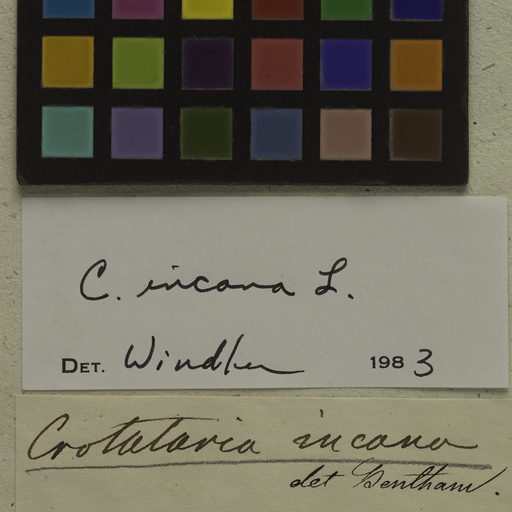 C. incana L.
DET. Windler 1983
Crotalaria incana
det Bentham.